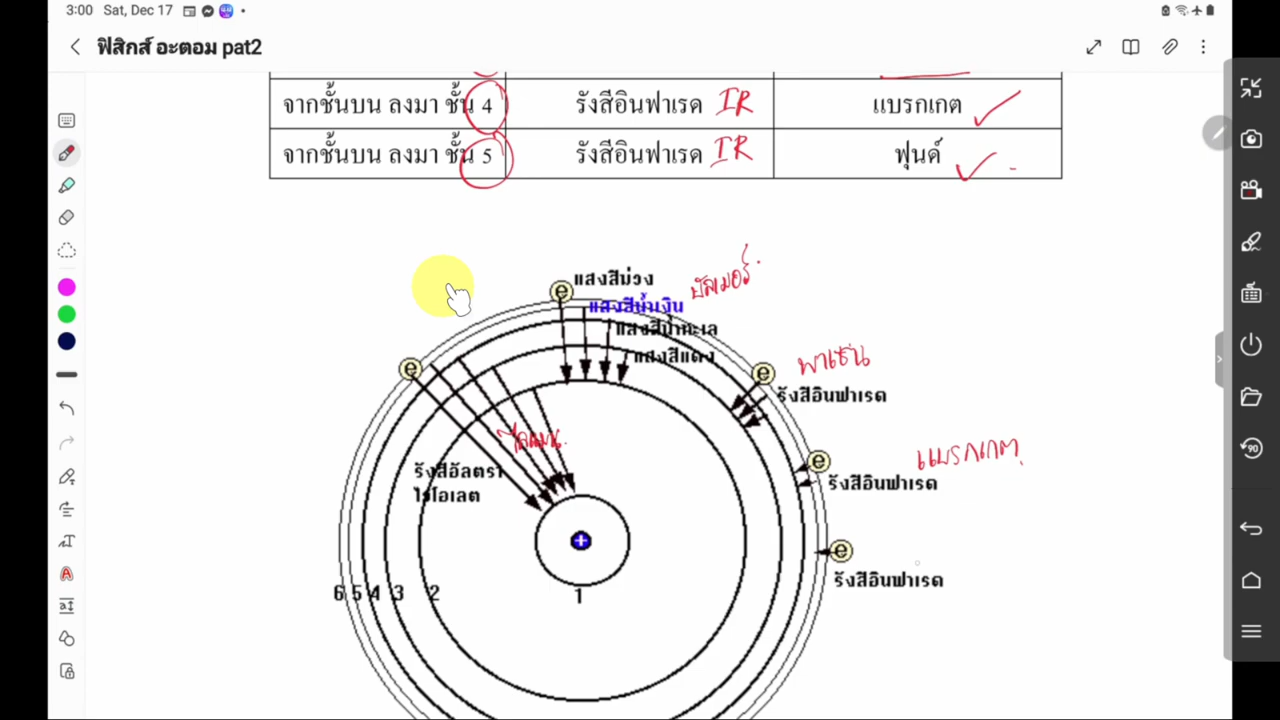 3:00 Sat, Dec 17
ฟิสิกส์ อะตอม pat2
จากชั้นบน ลงมา ชั้น 4 รังสีอินฟาเรด IR แบรกเกต
จากชั้นบน ลงมา ชั้น 5 รังสีอินฟาเรด IR ฟุนด์
e แสงสีม่วง
แสงสีน้ำเงิน บัลเมอร์
แสงสีน้ำทะเล
แสงสีแดง
e
e พาเชน
รังสีอินฟาเรด
ไลแมน
รังสีอัลตรา
ไวโอเลต
e แบรกเกต
รังสีอินฟาเรด
+
e
รังสีอินฟาเรด
6 5 4 3 2 1
90